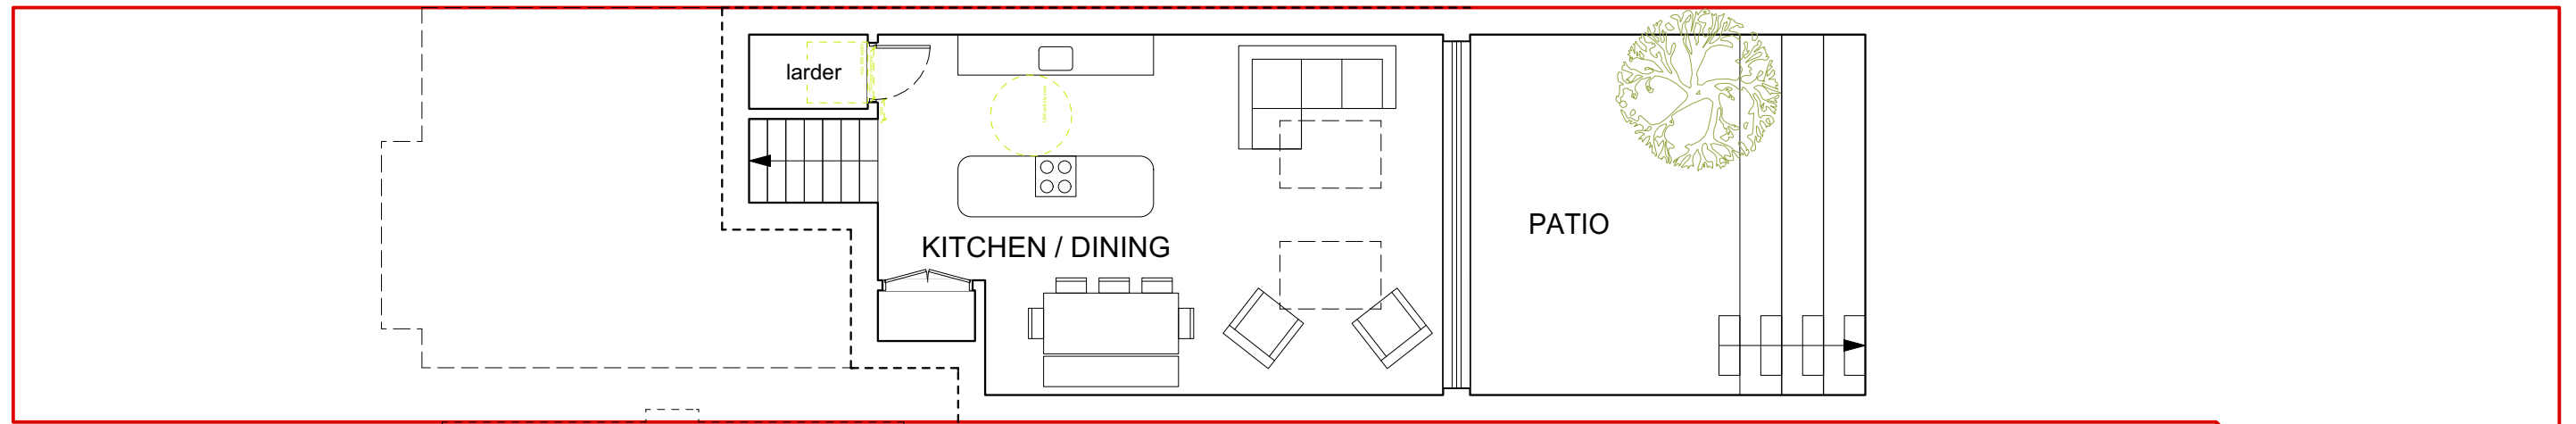 larder
KITCHEN / DINING
PATIO